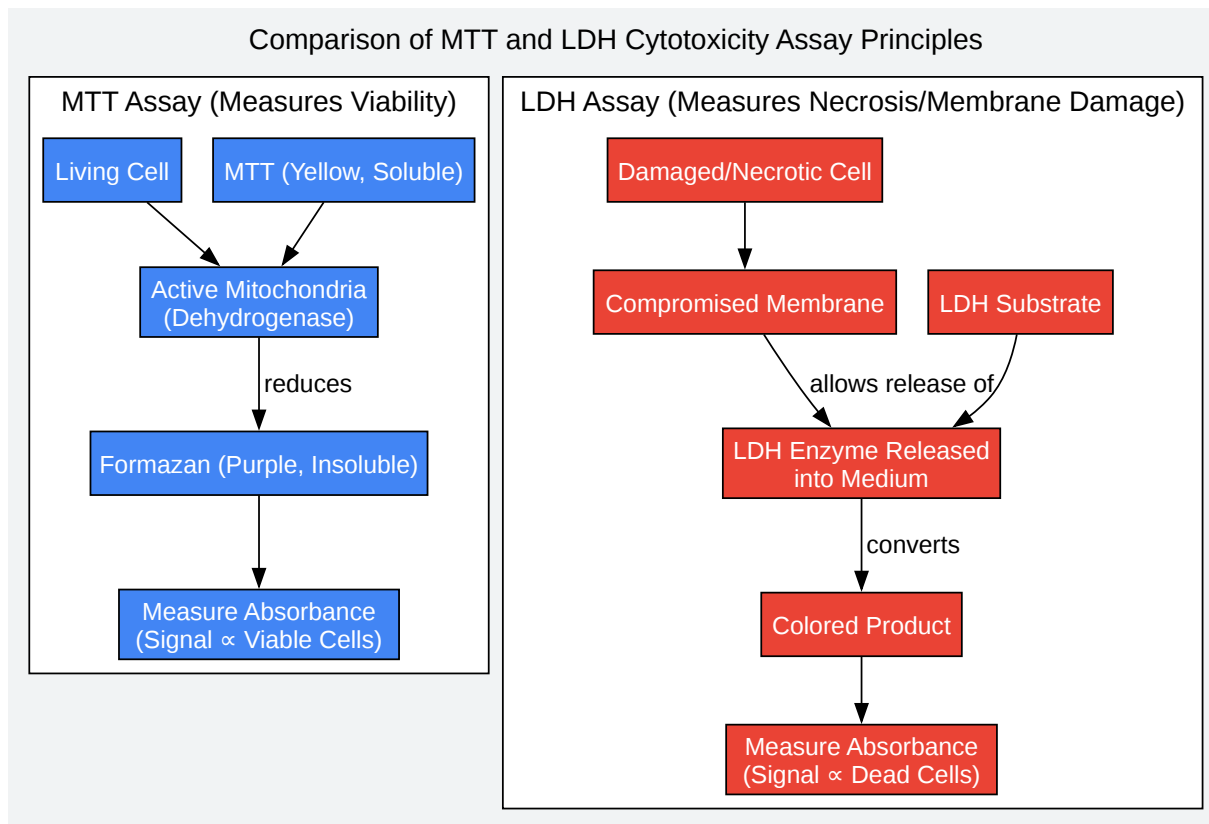 Comparison of MTT and LDH Cytotoxicity Assay Principles
MTT Assay (Measures Viability)
Living Cell
MTT (Yellow, Soluble)
Active Mitochondria
(Dehydrogenase)
reduces
Formazan (Purple, Insoluble)
Measure Absorbance
(Signal ∝ Viable Cells)
LDH Assay (Measures Necrosis/Membrane Damage)
Damaged/Necrotic Cell
Compromised Membrane
LDH Substrate
allows release of
LDH Enzyme Released
into Medium
converts
Colored Product
Measure Absorbance
(Signal ∝ Dead Cells)